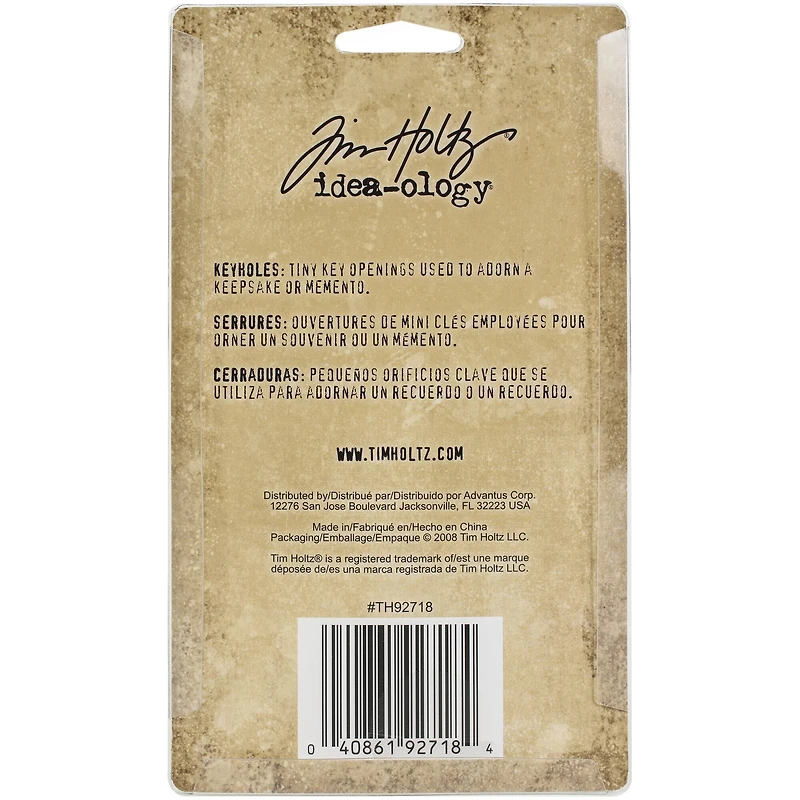 Tim Holtz
idea-ology®
KEYHOLES: TINY KEY OPENINGS USED TO ADORN A
KEEPSAKE OR MEMENTO.
SERRURES: OUVERTURES DE MINI CLÉS EMPLOYÉES POUR
ORNER UN SOUVENIR OU UN MÉMENTO.
CERRADURAS: PEQUEÑOS ORIFICIOS CLAVE QUE SE
UTILIZA PARA ADORNAR UN RECUERDO O UN RECUERDO.
WWW.TIMHOLTZ.COM
Distributed by/Distribué par/Distribuido por Advantus Corp.
12276 San Jose Boulevard Jacksonville, FL 32223 USA
Made in/Fabriqué en/Hecho en China
Packaging/Emballage/Empaque © 2008 Tim Holtz LLC.
Tim Holtz® is a registered trademark of/est une marque
déposée de/es una marca registrada de Tim Holtz LLC.
#TH92718
0 40861 92718 4